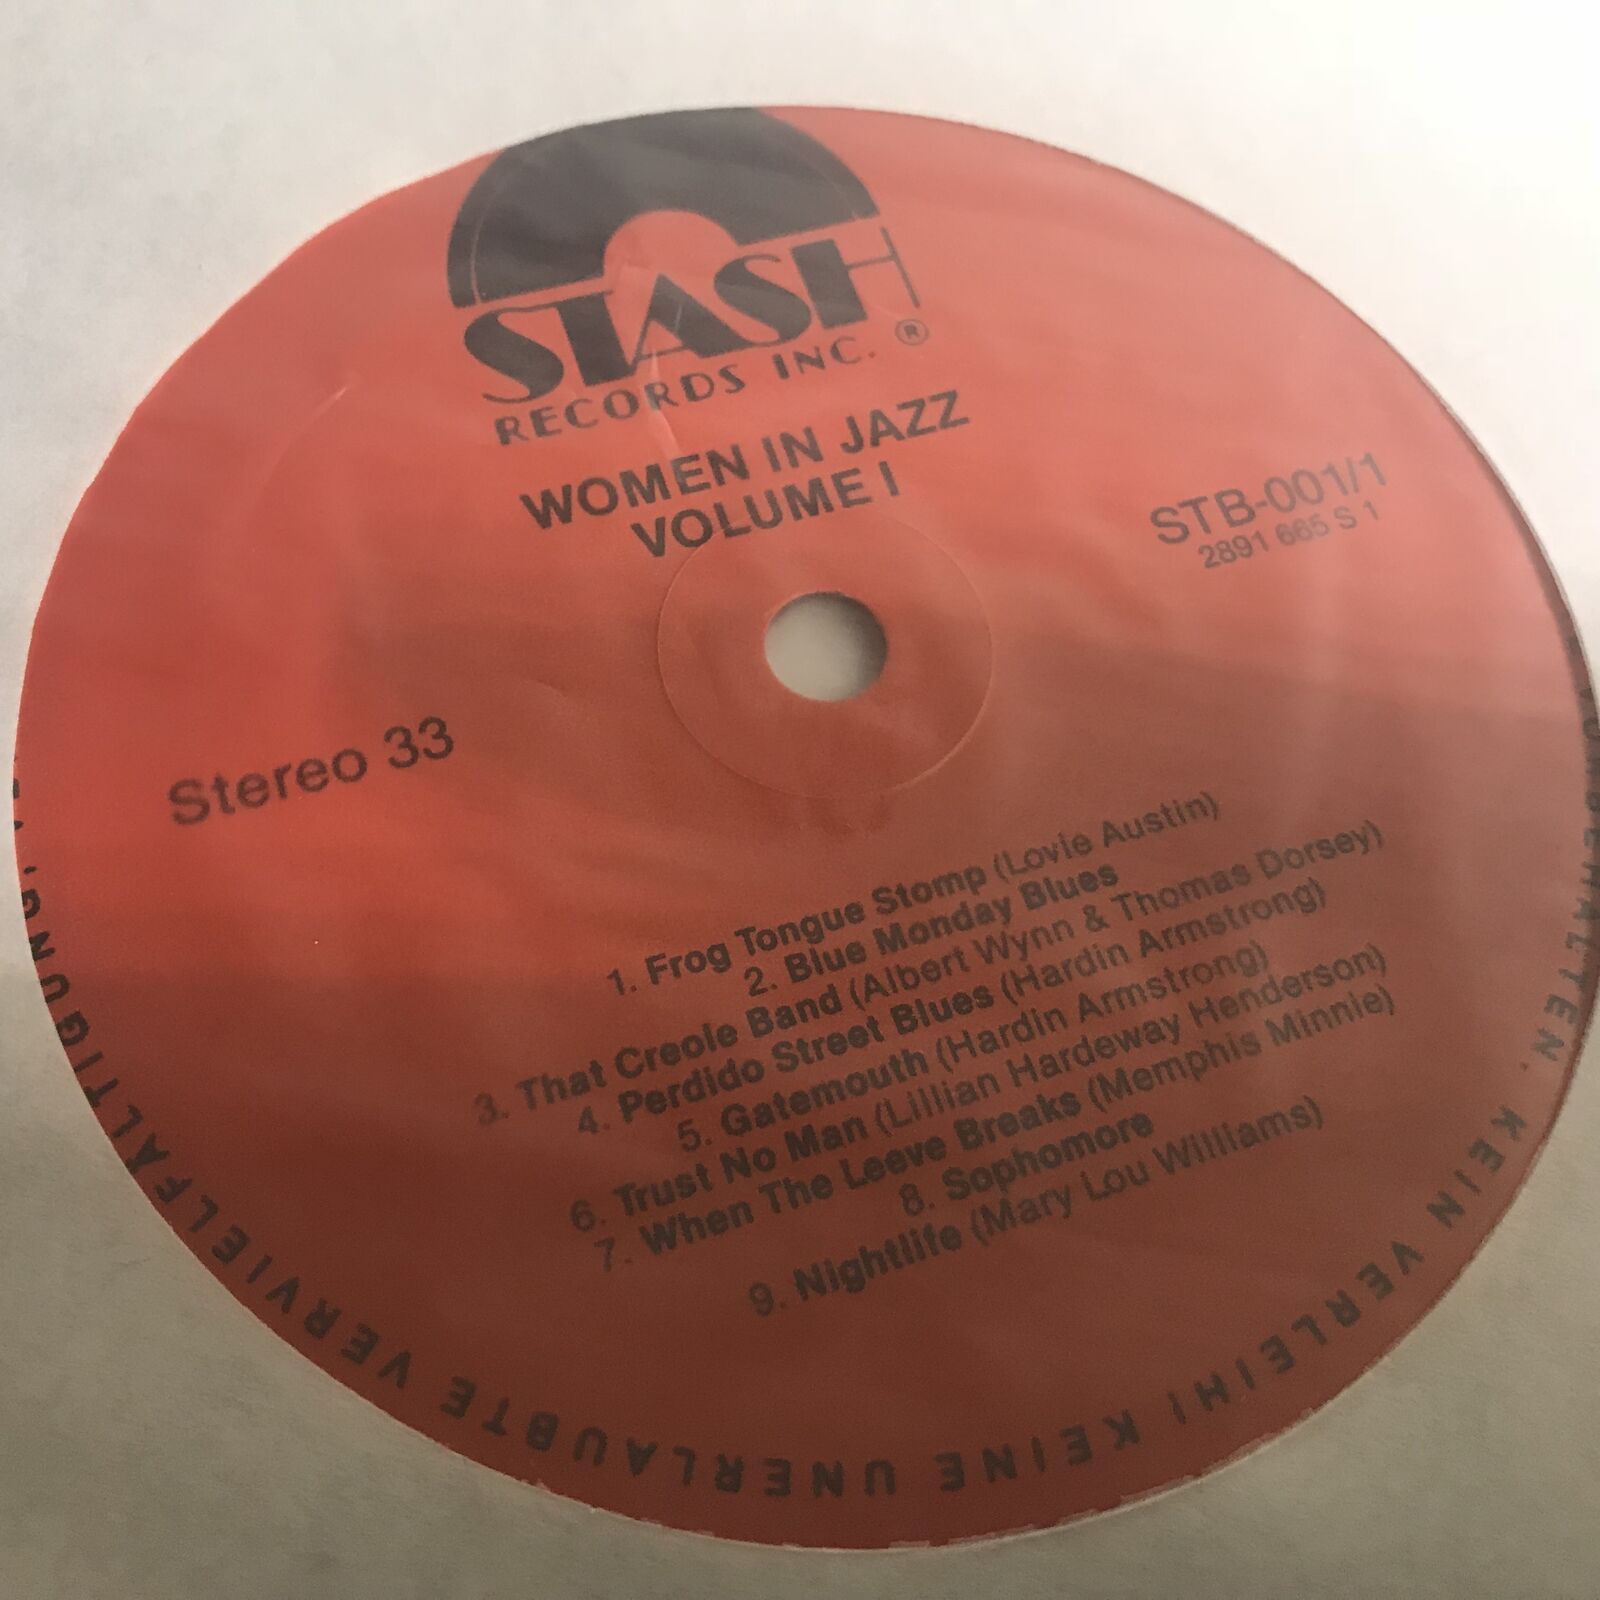 STASH
RECORDS INC. ®
WOMEN IN JAZZ
VOLUME I
STB-001/1
2891 665 S 1
Stereo 33
1. Frog Tongue Stomp (Lovie Austin)
2. Blue Monday Blues
3. That Creole Band (Albert Wynn & Thomas Dorsey)
4. Perdido Street Blues (Hardin Armstrong)
5. Gatemouth (Hardin Armstrong)
6. Trust No Man (Lillian Hardeway Henderson)
7. When The Leeve Breaks (Memphis Minnie)
8. Sophomore
9. Nightlife (Mary Lou Williams)
KEIN VERLEIH! KEINE UNERLAUBTE VERVIELFALTIGUNG,